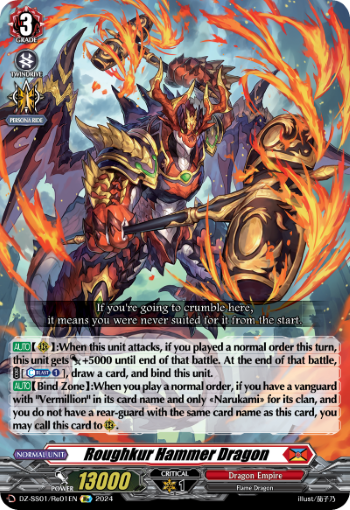 3
GRADE
TWINDRIVE
PERSONA RIDE
If you're going to crumble here,
it means you were never suited for it from the start.
AUTO [(RC)]:When this unit attacks, if you played a normal order this turn,
this unit gets +5000 until end of that battle. At the end of that battle,
[C BLAST 1], draw a card, and bind this unit.
AUTO [Bind Zone]:When you play a normal order, if you have a vanguard
with "Vermillion" in its card name and only «Narukami» for its clan, and
you do not have a rear-guard with the same card name as this card, you
may call this card to (RC).
NORMAL UNIT
Roughkur Hammer Dragon
POWER 13000
CRITICAL
1
Dragon Empire
Flame Dragon
DZ-SS01/Re01EN 2024
illust/茄子乃